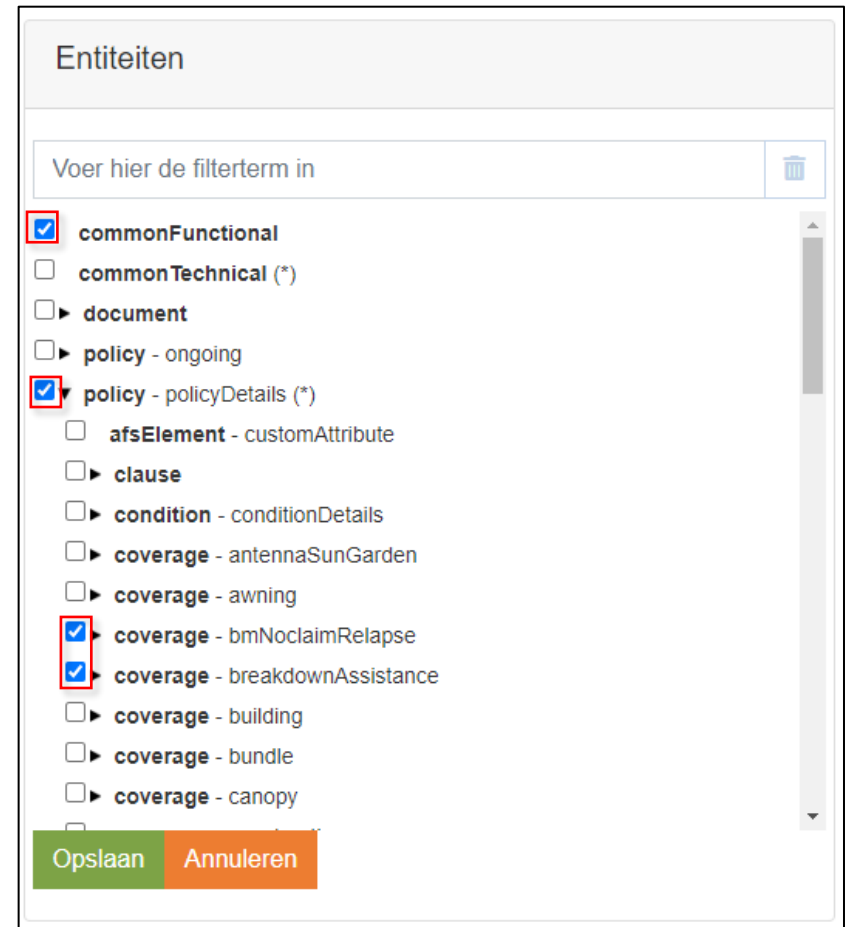 Entiteiten
Voer hier de filterterm in
commonFunctional
commonTechnical (*)
document
policy - ongoing
policy - policyDetails (*)
afsElement - customAttribute
clause
condition - conditionDetails
coverage - antennaSunGarden
coverage - awning
coverage - bmNoclaimRelapse
coverage - breakdownAssistance
coverage - building
coverage - bundle
coverage - canopy
Opslaan Annuleren